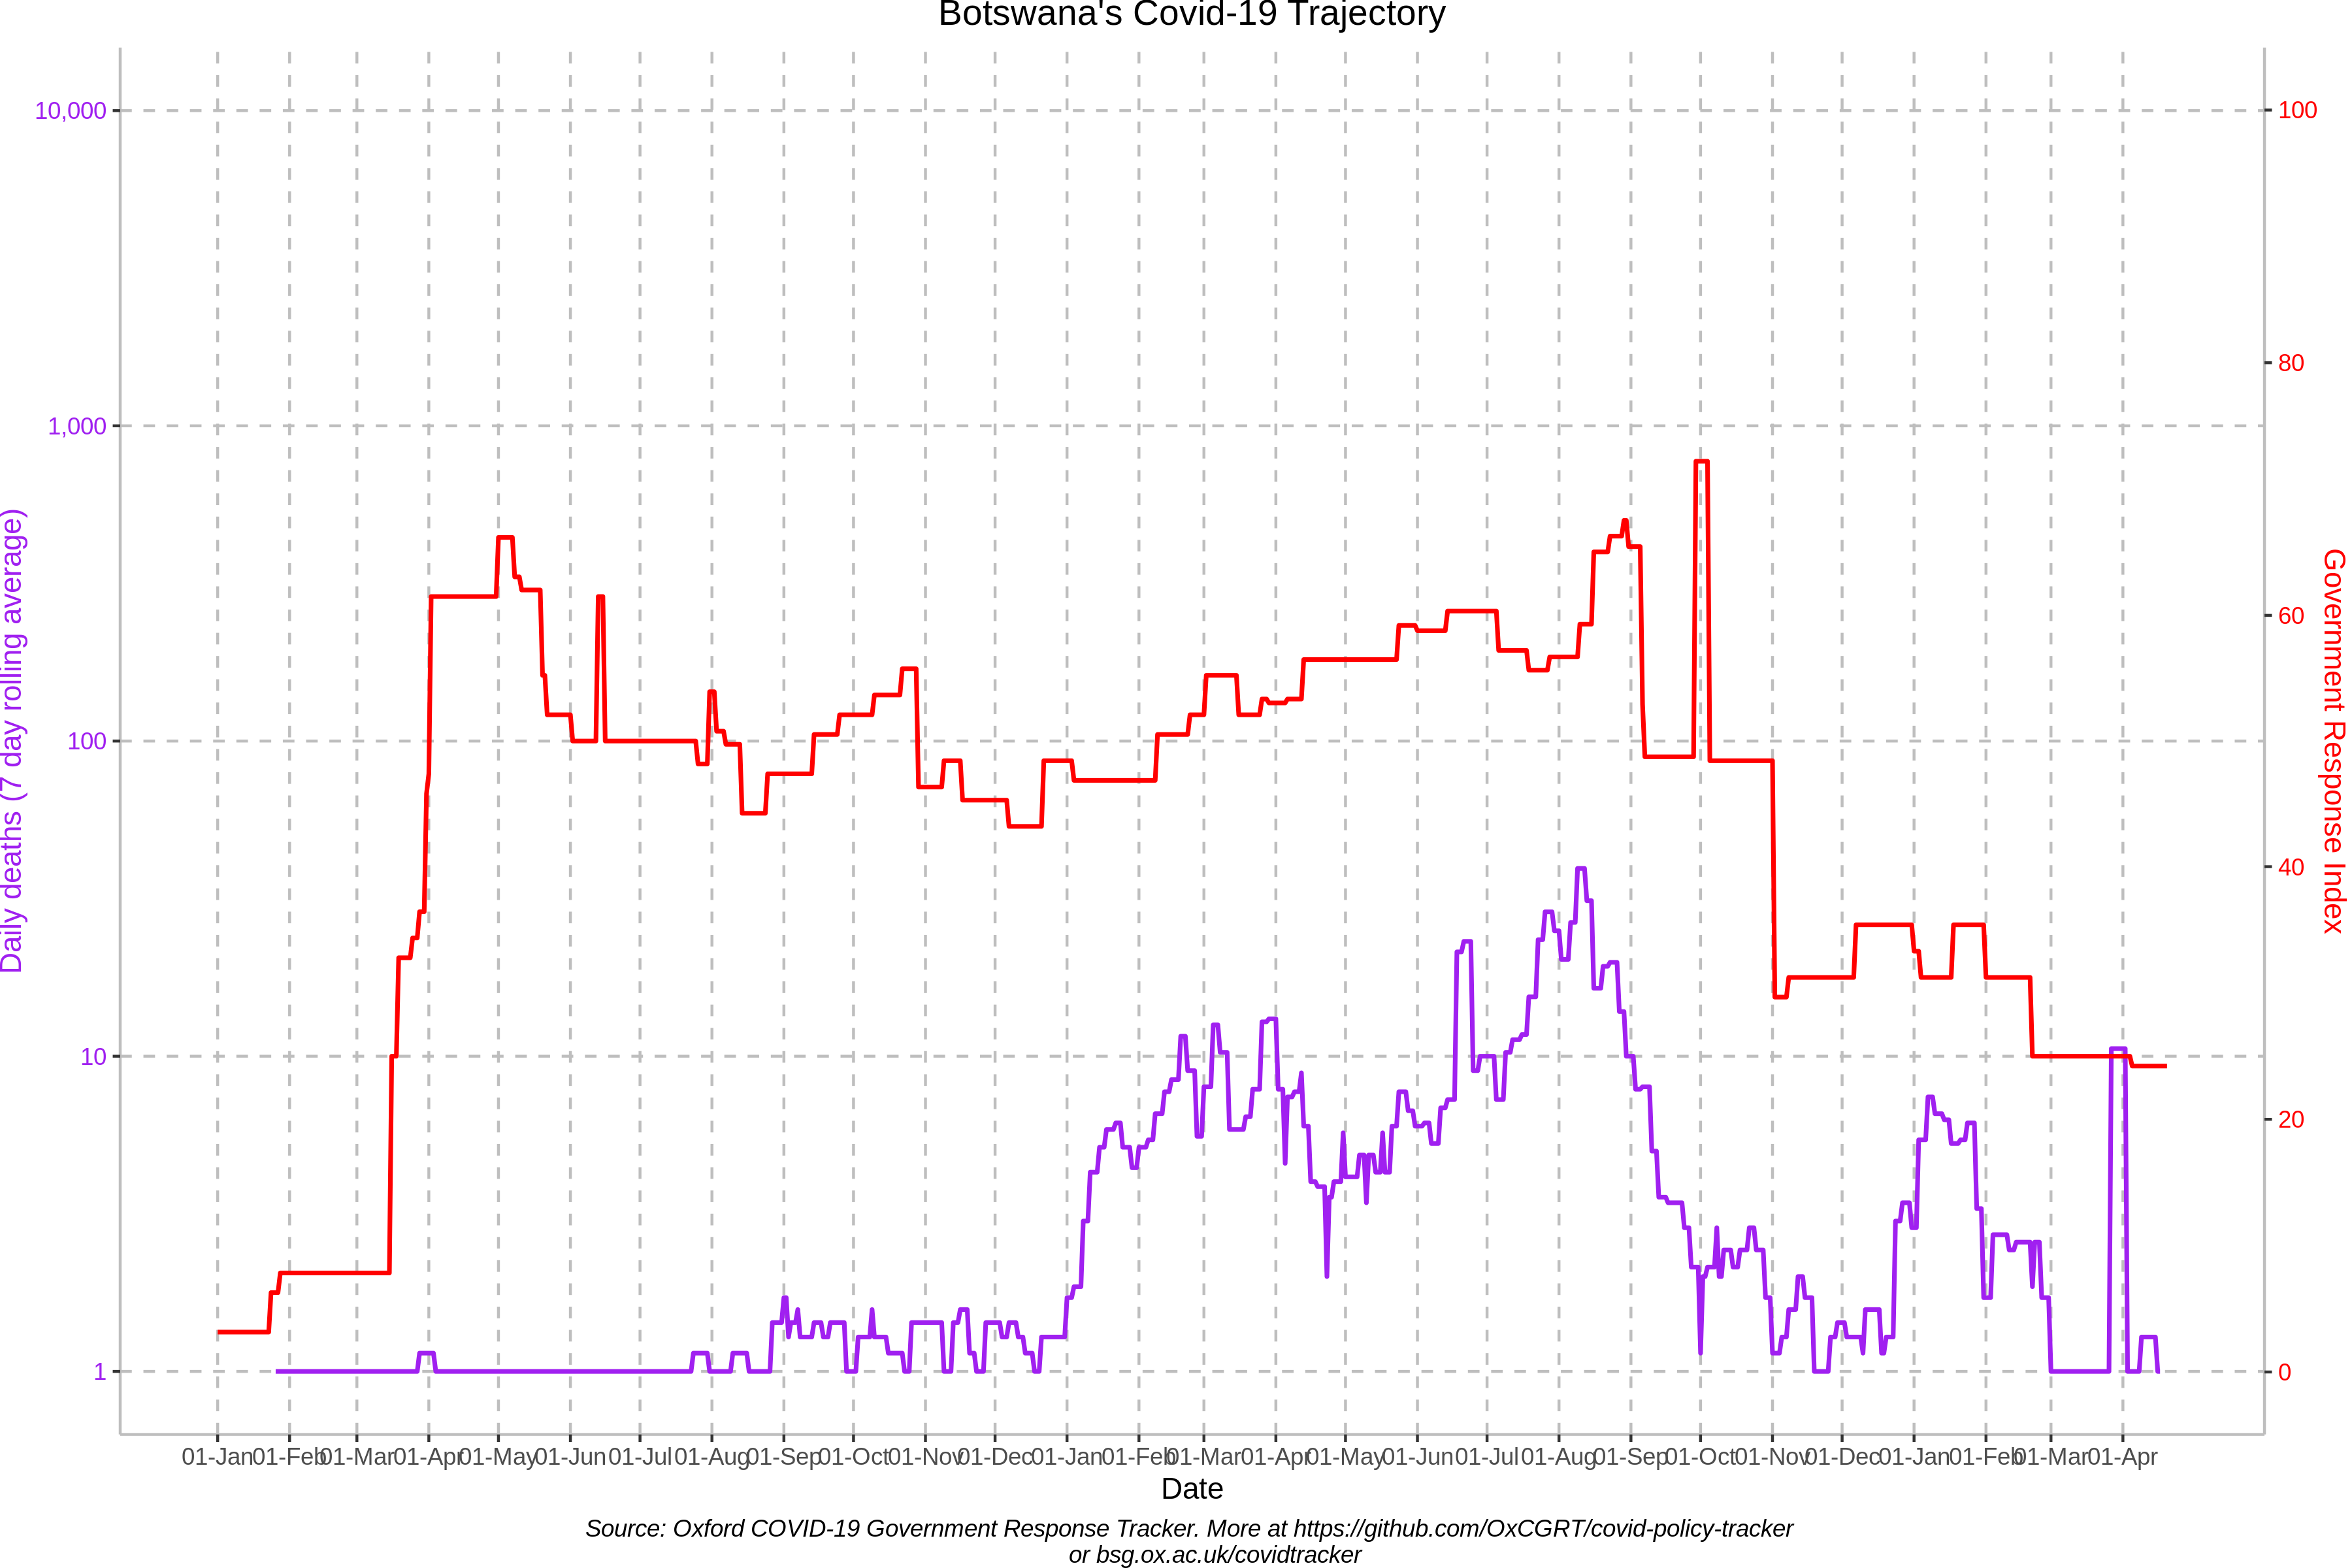 Botswana's Covid-19 Trajectory
10,000
1,000
100
10
1
Daily deaths (7 day rolling average)
100
80
60
40
20
0
Government Response Index
01-Jan 01-Feb 01-Mar 01-Apr 01-May 01-Jun 01-Jul 01-Aug 01-Sep 01-Oct 01-Nov 01-Dec 01-Jan 01-Feb 01-Mar 01-Apr 01-May 01-Jun 01-Jul 01-Aug 01-Sep 01-Oct 01-Nov 01-Dec 01-Jan 01-Feb 01-Mar 01-Apr
Date
Source: Oxford COVID-19 Government Response Tracker. More at https://github.com/OxCGRT/covid-policy-tracker
or bsg.ox.ac.uk/covidtracker